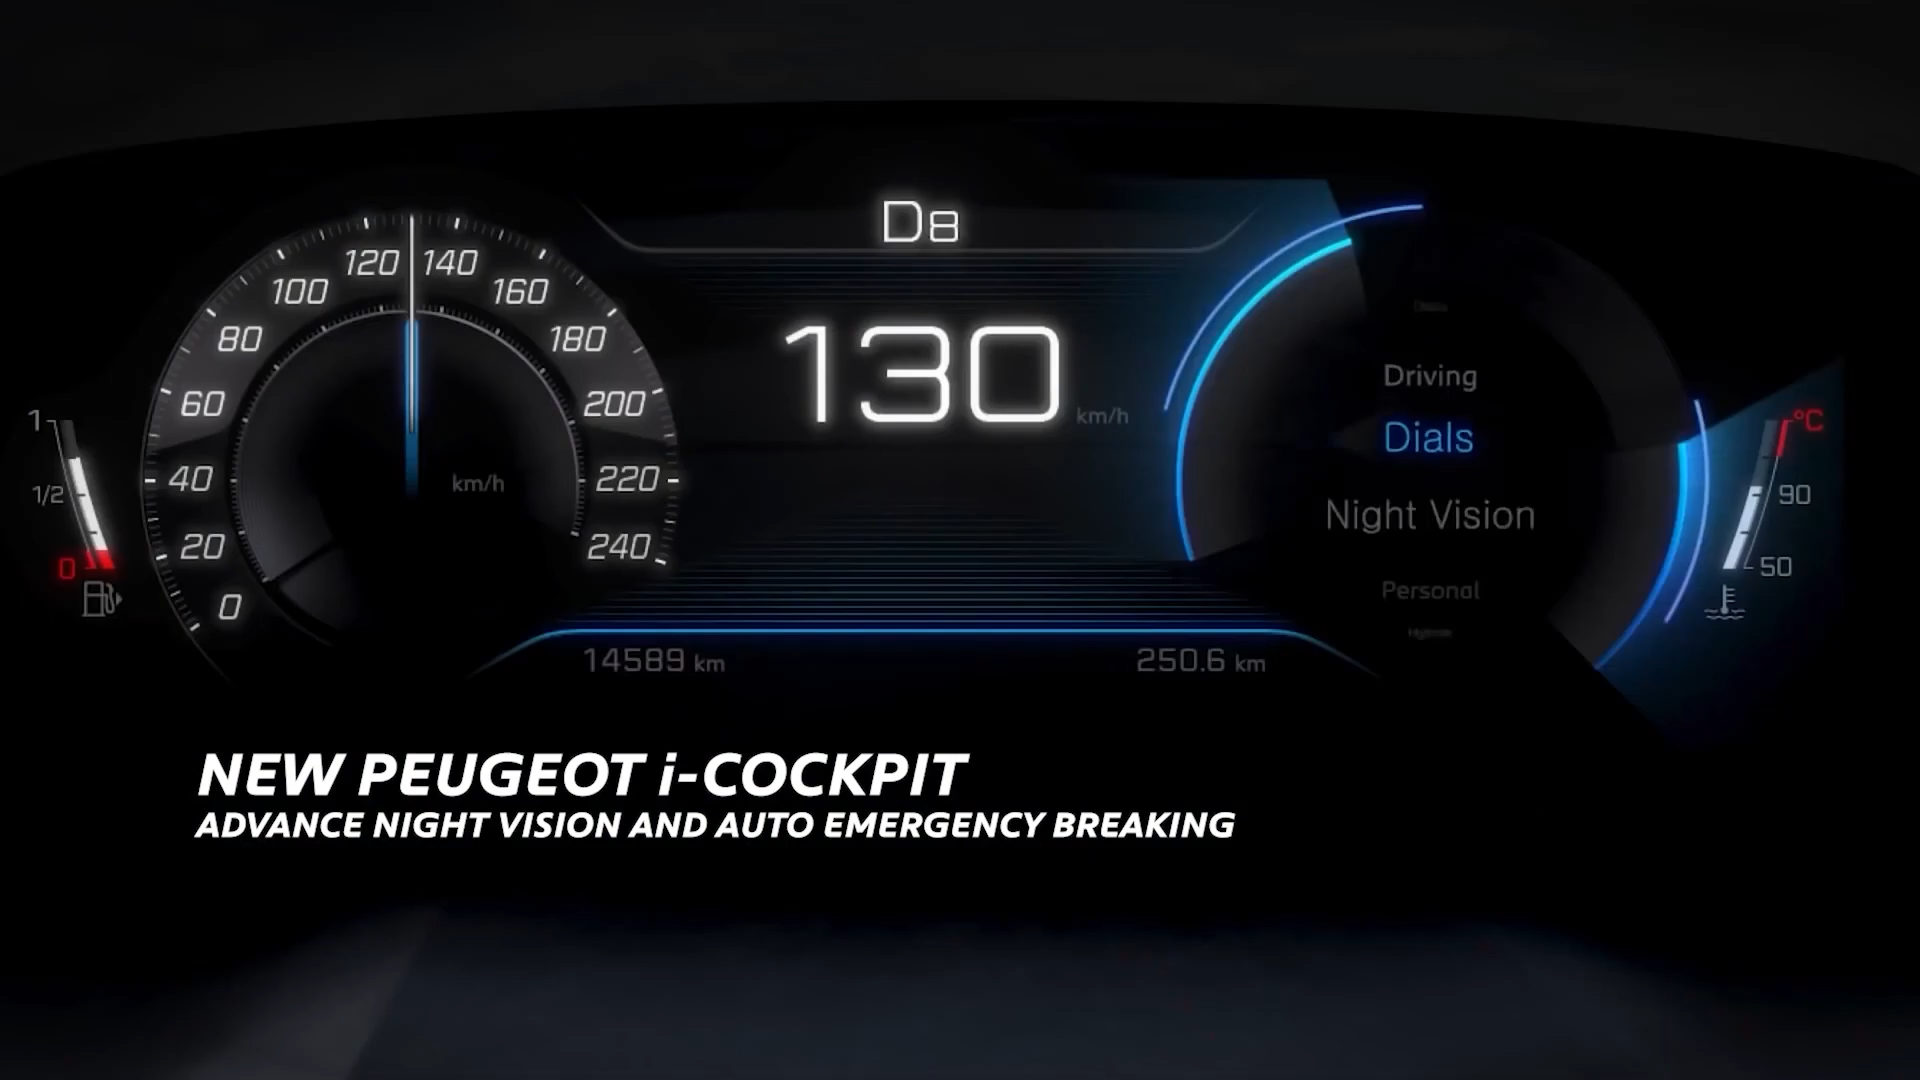 D8
120 140
100 160
80 180
60 200
40 220
20 240
0
km/h
130 km/h
1
1/2
0
Driving
Dials
Night Vision
Personal
°C
90
50
14589 km
250.6 km
NEW PEUGEOT i-COCKPIT
ADVANCE NIGHT VISION AND AUTO EMERGENCY BREAKING